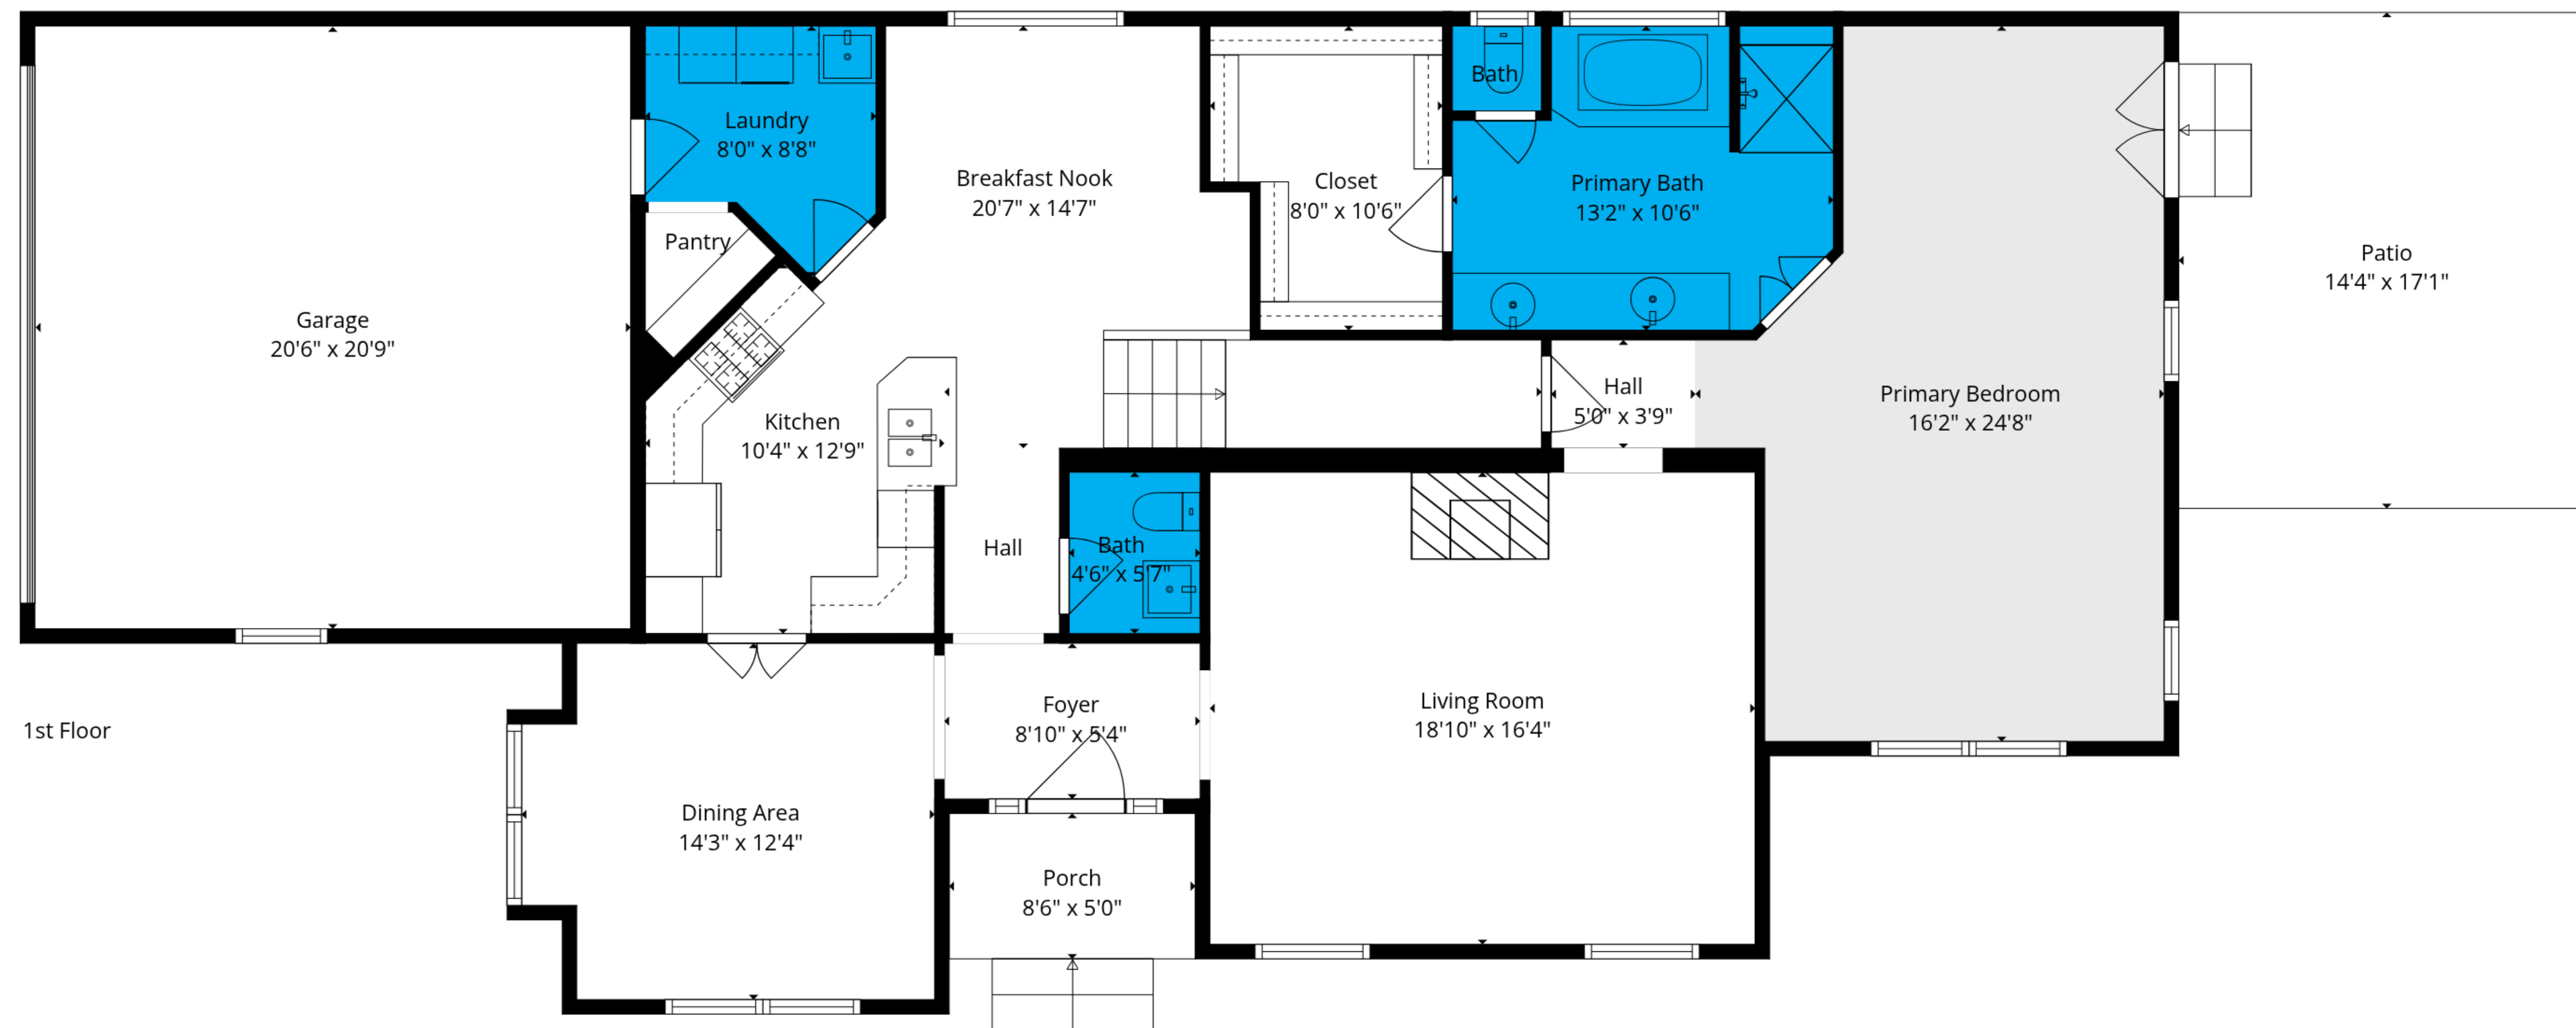 Bath
Laundry
8'0" x 8'8"
Breakfast Nook
20'7" x 14'7"
Closet
8'0" x 10'6"
Primary Bath
13'2" x 10'6"
Pantry
Patio
14'4" x 17'1"
Garage
20'6" x 20'9"
Kitchen
10'4" x 12'9"
Hall
5'0" x 3'9"
Primary Bedroom
16'2" x 24'8"
Hall
Bath
4'6" x 5'7"
Foyer
8'10" x 5'4"
Living Room
18'10" x 16'4"
1st Floor
Dining Area
14'3" x 12'4"
Porch
8'6" x 5'0"